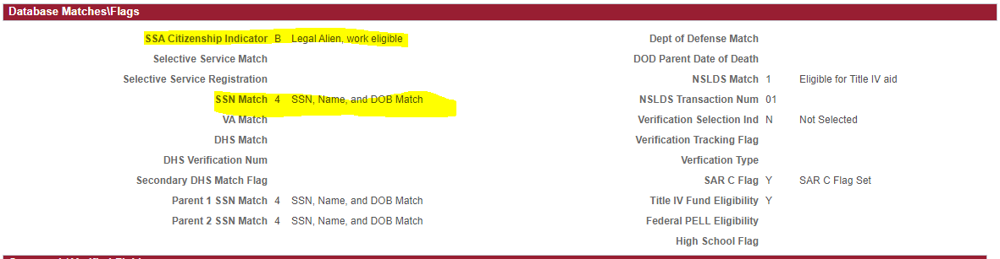 Database Matches\Flags
SSA Citizenship Indicator B Legal Alien, work eligible
Selective Service Match
Selective Service Registration
SSN Match 4 SSN, Name, and DOB Match
VA Match
DHS Match
DHS Verification Num
Secondary DHS Match Flag
Parent 1 SSN Match 4 SSN, Name, and DOB Match
Parent 2 SSN Match 4 SSN, Name, and DOB Match
Dept of Defense Match
DOD Parent Date of Death
NSLDS Match 1 Eligible for Title IV aid
NSLDS Transaction Num 01
Verification Selection Ind N Not Selected
Verification Tracking Flag
Verfication Type
SAR C Flag Y SAR C Flag Set
Title IV Fund Eligibility Y
Federal PELL Eligibility
High School Flag